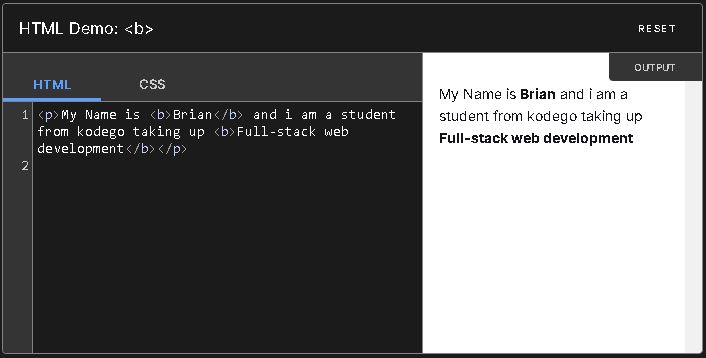 HTML Demo: <b>
RESET
HTML
CSS
OUTPUT
1 <p>My Name is <b>Brian</b> and i am a student
from kodego taking up <b>Full-stack web
development</b></p>
2
My Name is Brian and i am a
student from kodego taking up
Full-stack web development